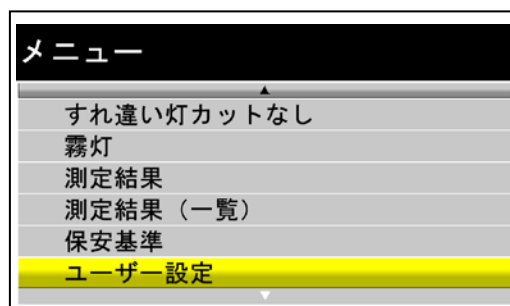 メニュー
▲
すれ違い灯カットなし
霧灯
測定結果
測定結果（一覧）
保安基準
ユーザー設定
▼